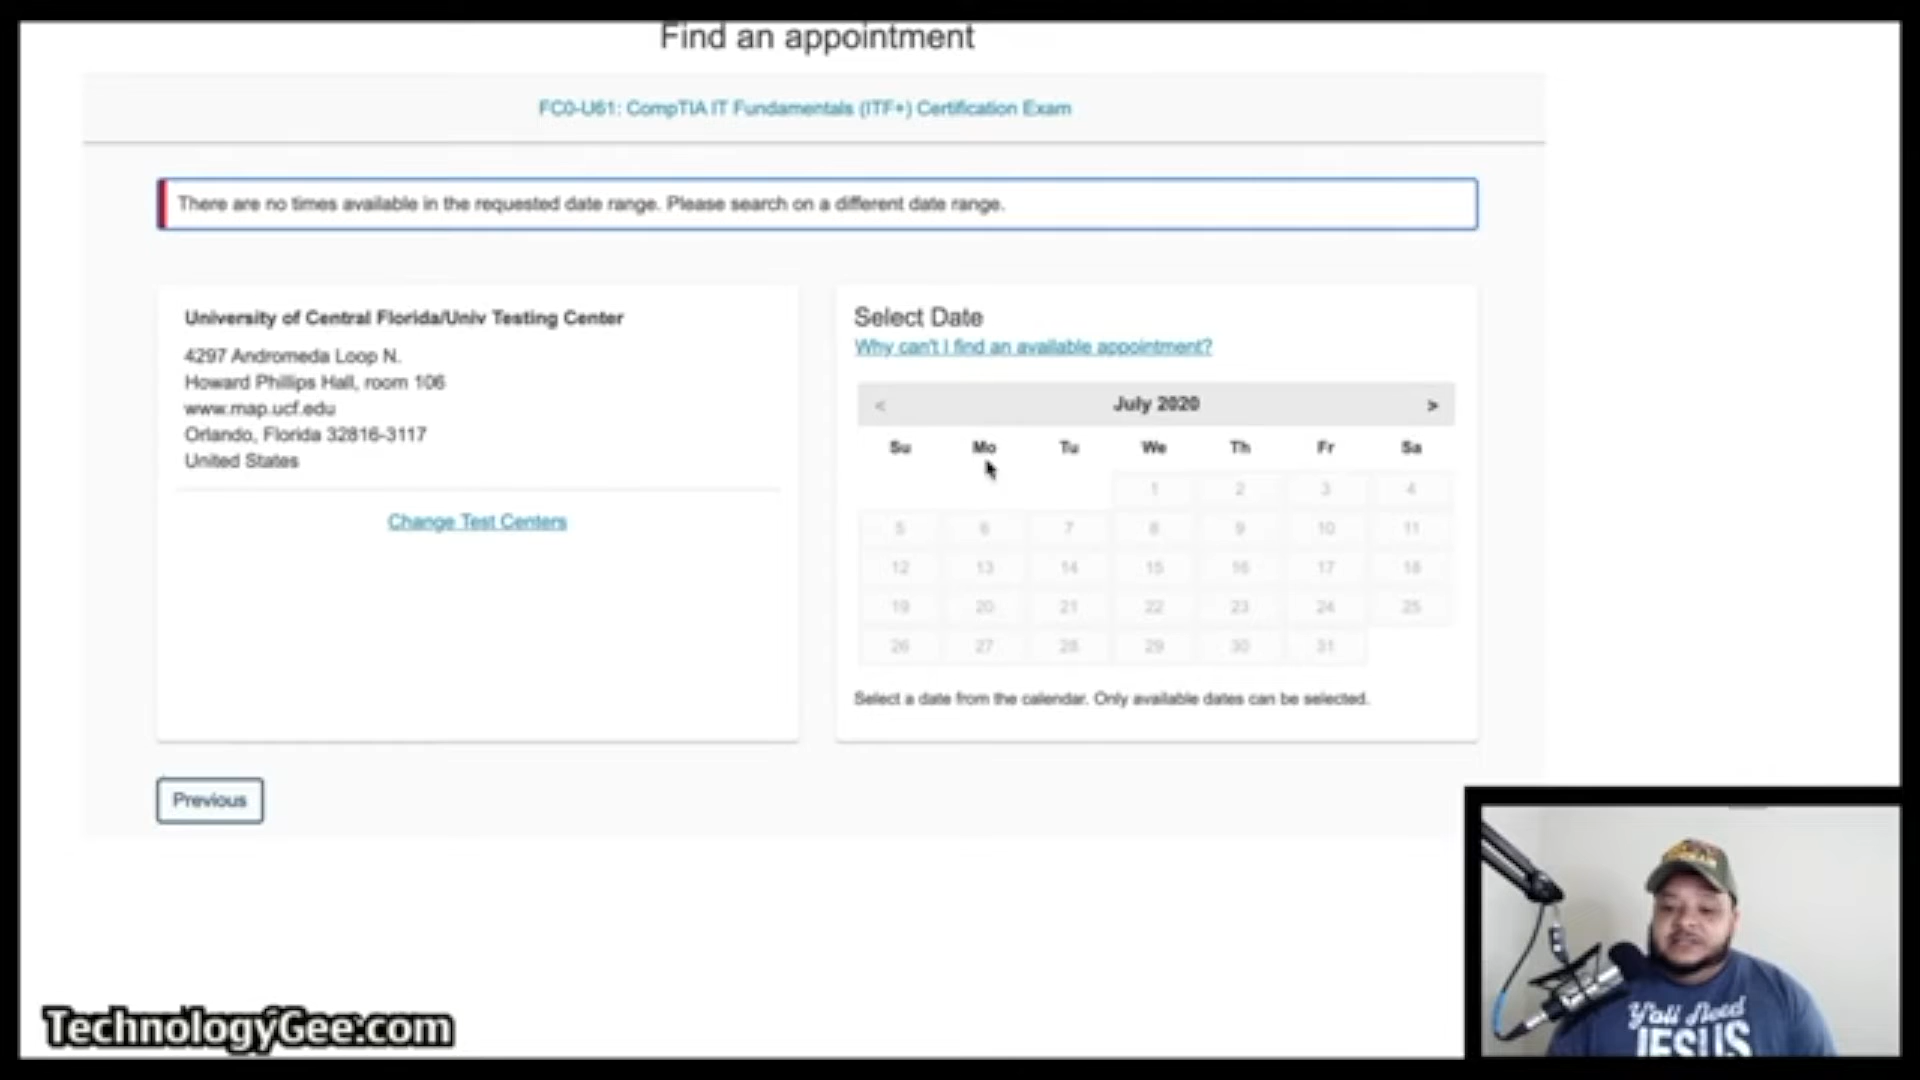 Find an appointment
FC0-U61: CompTIA IT Fundamentals (ITF+) Certification Exam
There are no times available in the requested date range. Please search on a different date range.
University of Central Florida/Univ Testing Center
4297 Andromeda Loop N.
Howard Phillips Hall, room 106
www.map.ucf.edu
Orlando, Florida 32816-3117
United States
Change Test Centers
Select Date
Why can't I find an available appointment?
< July 2020 >
Su Mo Tu We Th Fr Sa
1 2 3 4
5 6 7 8 9 10 11
12 13 14 15 16 17 18
19 20 21 22 23 24 25
26 27 28 29 30 31
Select a date from the calendar. Only available dates can be selected.
Previous
TechnologyGee.com
Y'all Need
JESUS